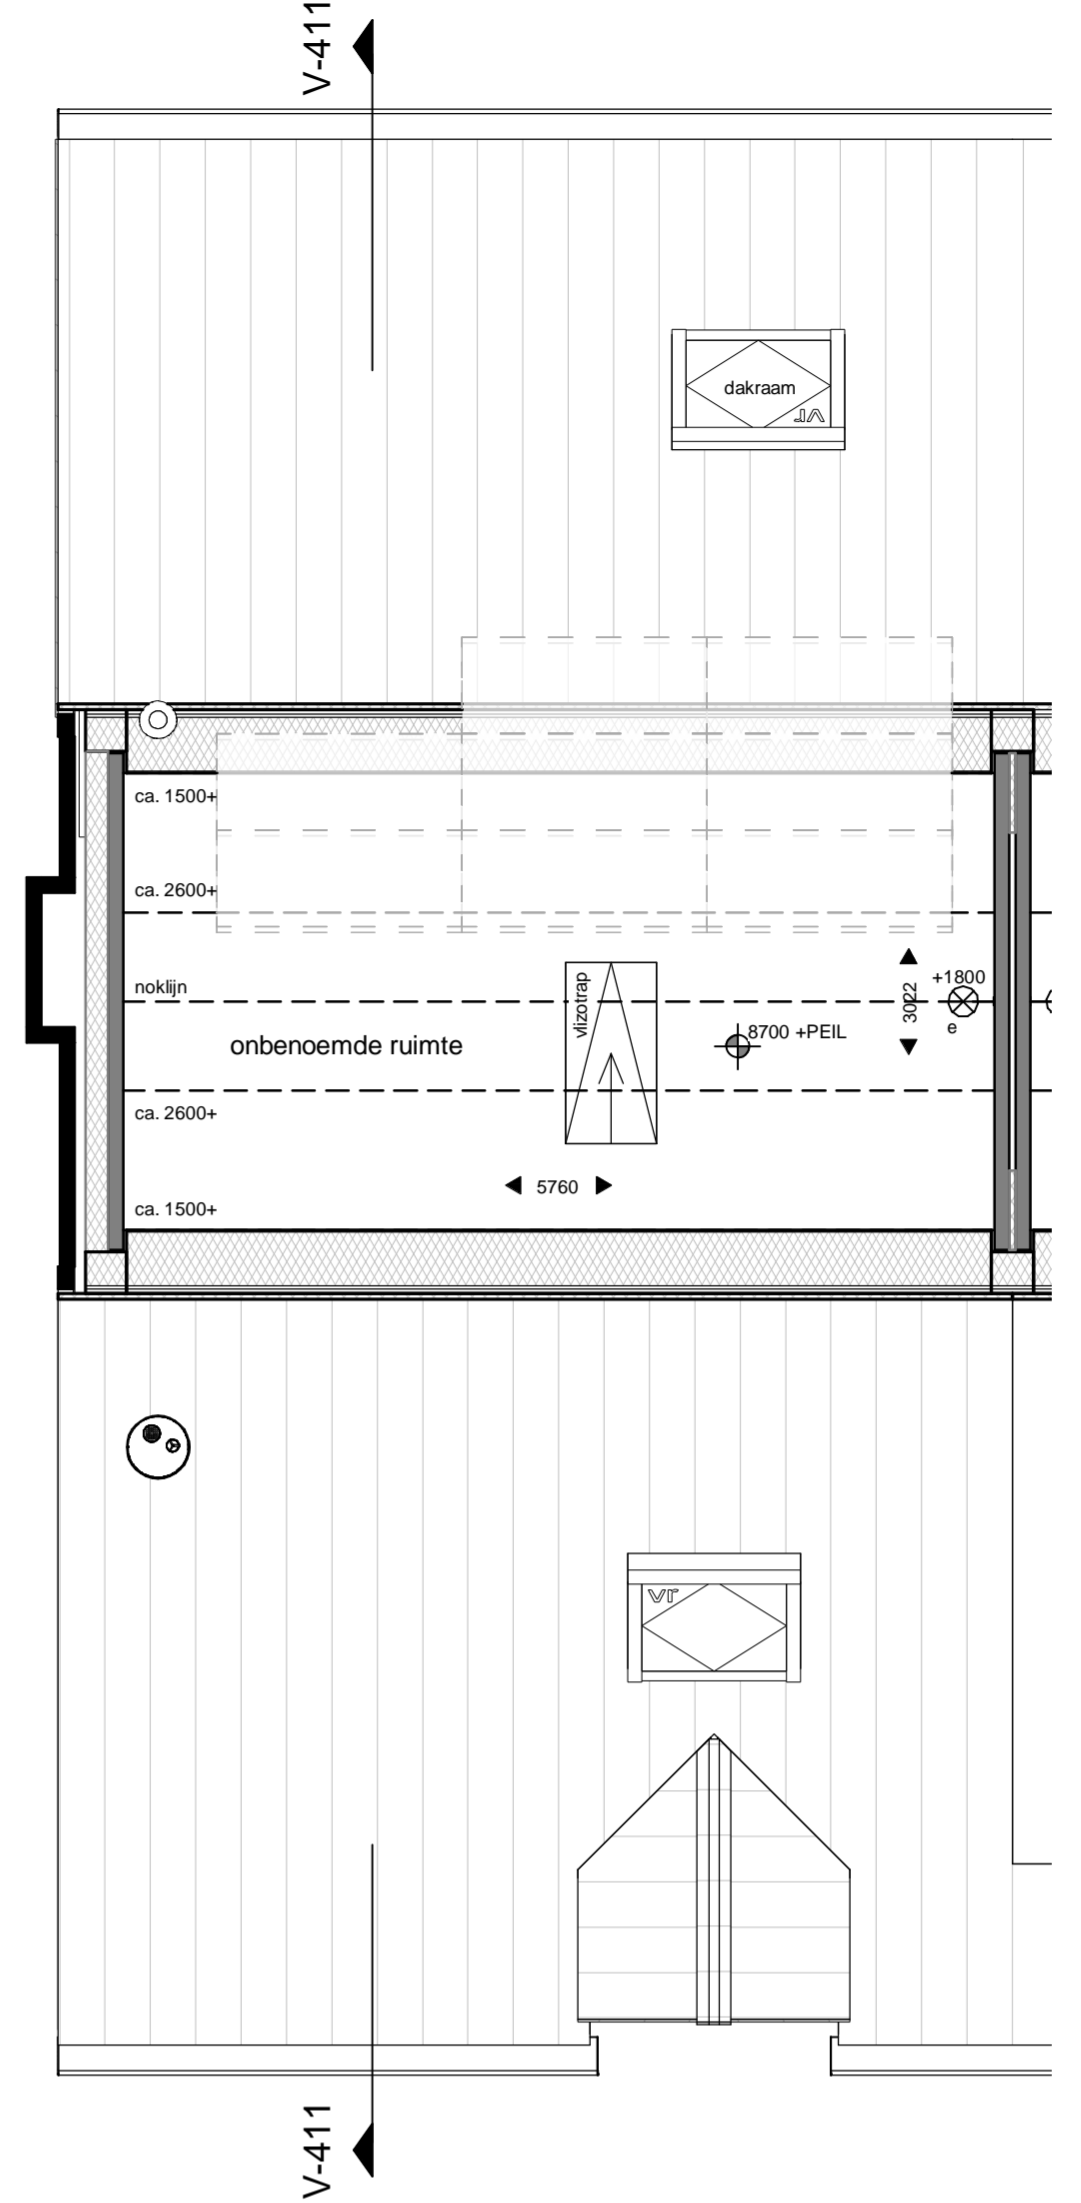 V-411
dakraam
vr
ca. 1500+
ca. 2600+
noklijn
vlizotrap
3022
+1800
e
8700 +PEIL
onbenoemde ruimte
ca. 2600+
5760
ca. 1500+
vr
V-411